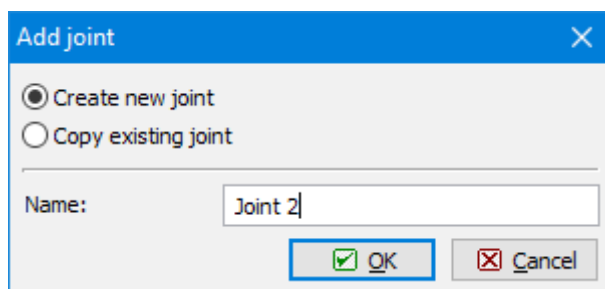 Add joint
Create new joint
Copy existing joint
Name: Joint 2
OK Cancel